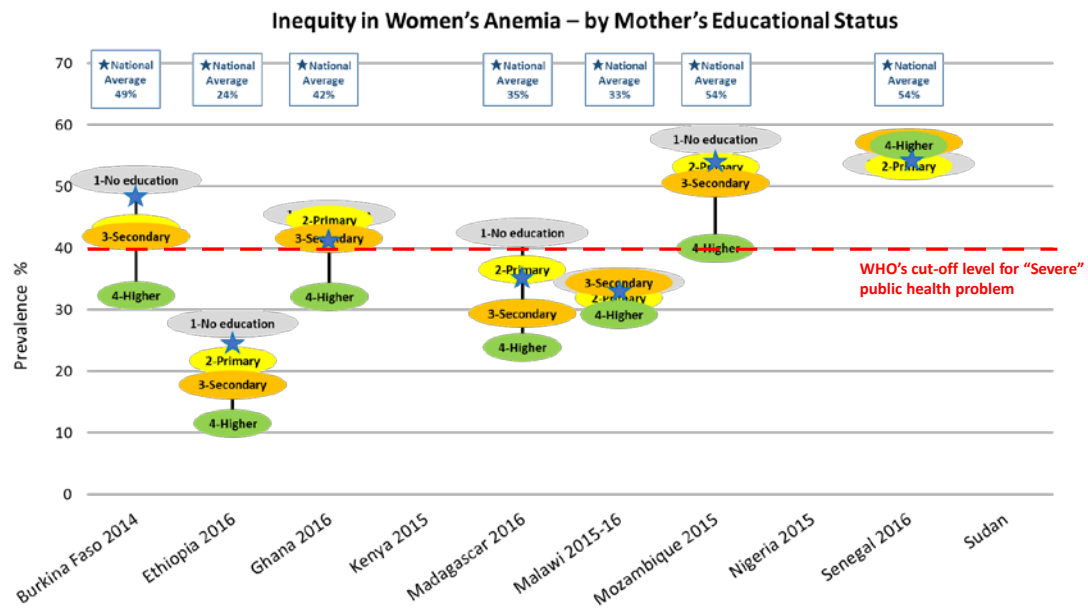 Inequity in Women's Anemia – by Mother's Educational Status
70
60
50
40
30
20
10
0
Prevalence %
National
Average
49%
National
Average
24%
National
Average
42%
National
Average
35%
National
Average
33%
National
Average
54%
National
Average
54%
1-No education
3-Secondary
4-Higher
1-No education
2-Primary
3-Secondary
4-Higher
2-Primary
3-Secondary
4-Higher
1-No education
2-Primary
3-Secondary
4-Higher
3-Secondary
2-Primary
4-Higher
1-No education
2-Primary
3-Secondary
4-Higher
4-Higher
2-Primary
WHO's cut-off level for "Severe"
public health problem
Burkina Faso 2014
Ethiopia 2016
Ghana 2016
Kenya 2015
Madagascar 2016
Malawi 2015-16
Mozambique 2015
Nigeria 2015
Senegal 2016
Sudan